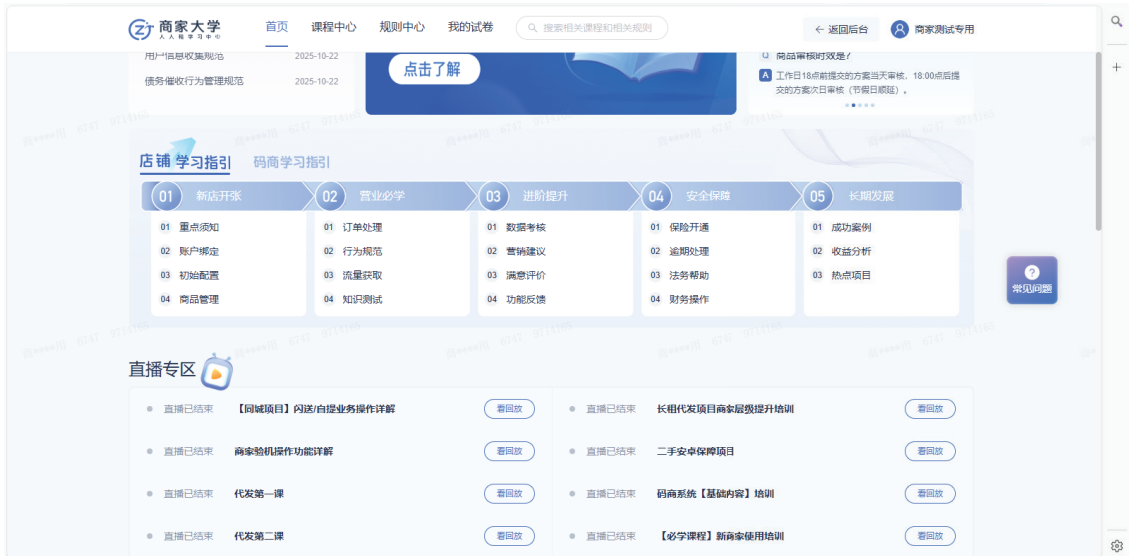 商家大学
人人租学习中心
首页
课程中心
规则中心
我的试卷
搜索相关课程和相关规则
← 返回后台
商家测试专用
用户信息收集规范 2025-10-22
债务催收行为管理规范 2025-10-22
点击了解
Q 商品审核时效是?
A 工作日18点前提交的方案当天审核，18:00点后提
交的方案次日审核（节假日顺延）。
店铺学习指引
码商学习指引
01 新店开张
02 营业必学
03 进阶提升
04 安全保障
05 长期发展
01 重点须知
01 订单处理
01 数据考核
01 保险开通
01 成功案例
02 账户绑定
02 行为规范
02 营销建议
02 逾期处理
02 收益分析
03 初始配置
03 流量获取
03 满意评价
03 法务帮助
03 热点项目
04 商品管理
04 知识测试
04 功能反馈
04 财务操作
常见问题
直播专区
直播已结束 【同城项目】闪送/自提业务操作详解 看回放
直播已结束 长租代发项目商家层级提升培训 看回放
直播已结束 商家验机操作功能详解 看回放
直播已结束 二手安卓保障项目 看回放
直播已结束 代发第一课 看回放
直播已结束 码商系统【基础内容】培训 看回放
直播已结束 代发第二课 看回放
直播已结束 【必学课程】新商家使用培训 看回放